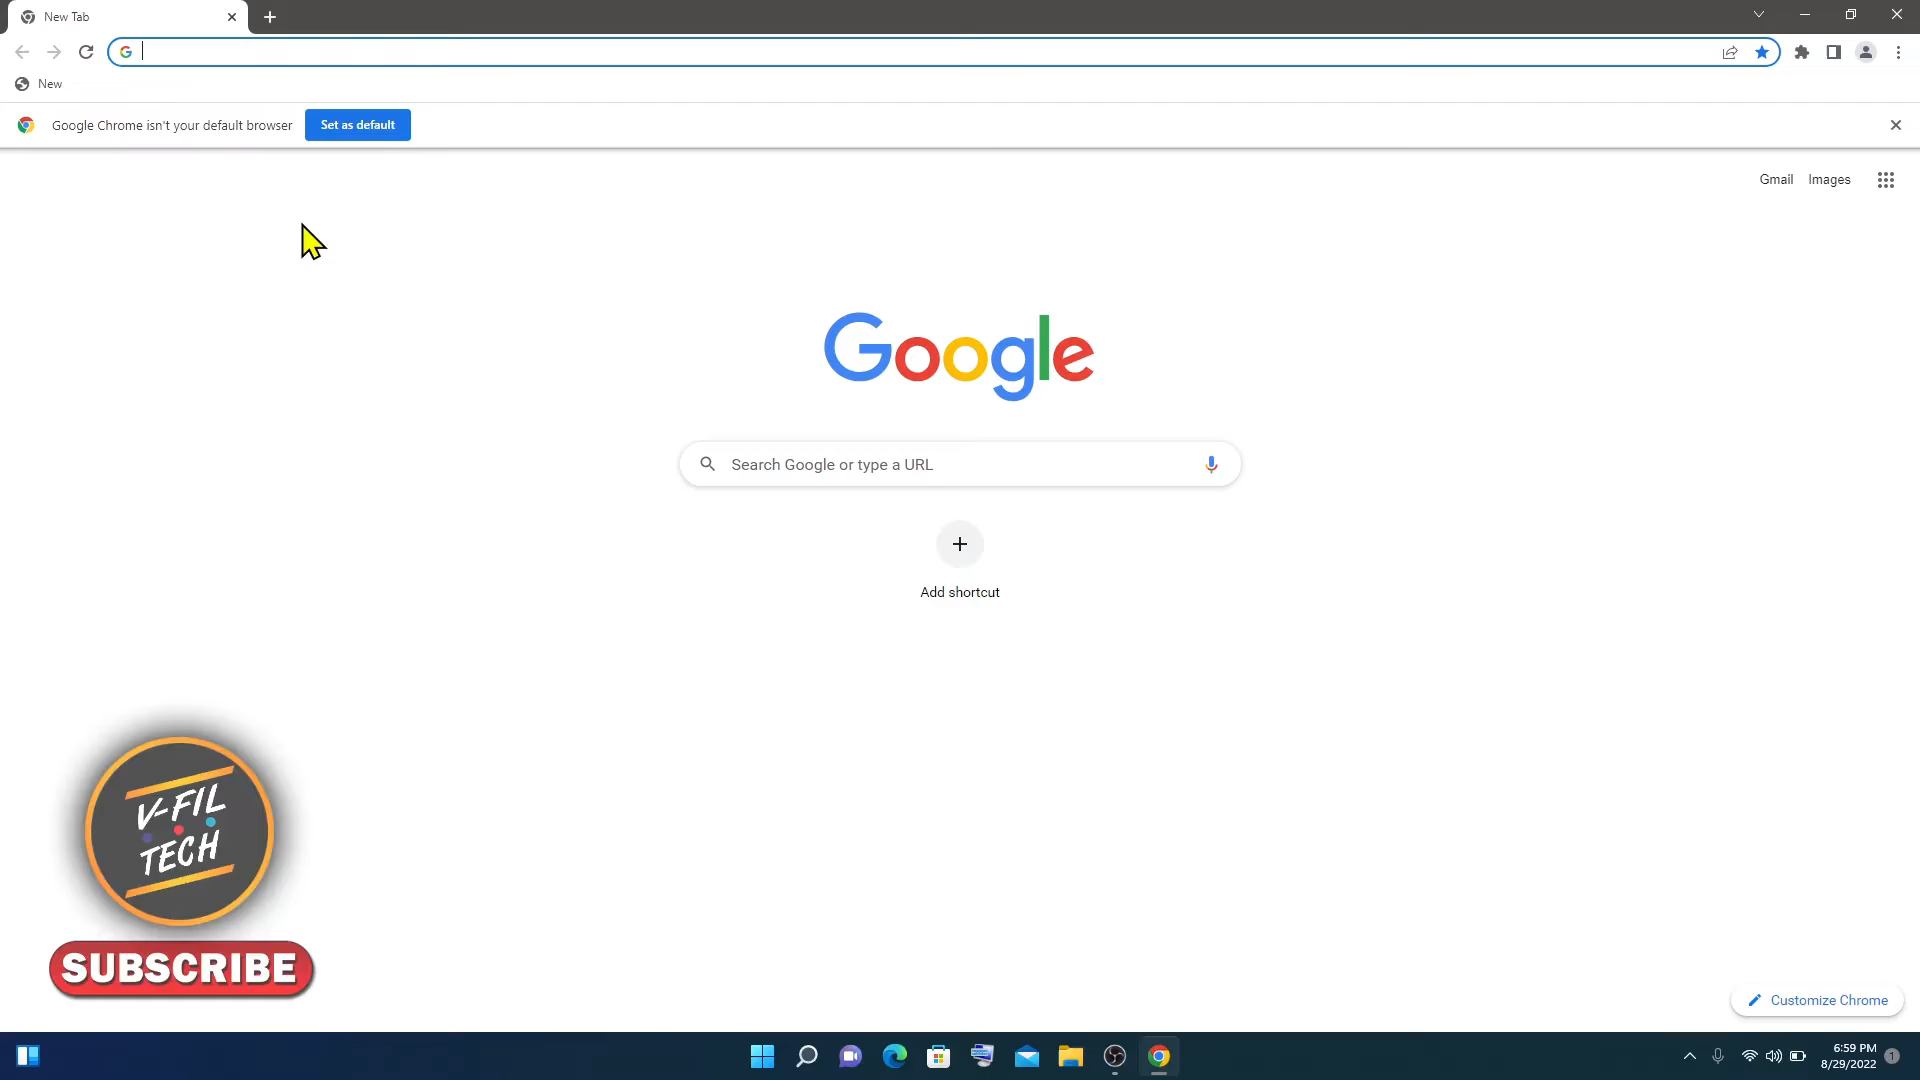 New Tab
New
Google Chrome isn't your default browser
Set as default
Gmail
Images
Google
Search Google or type a URL
Add shortcut
V-FIL
TECH
SUBSCRIBE
Customize Chrome
6:59 PM
8/29/2022
1